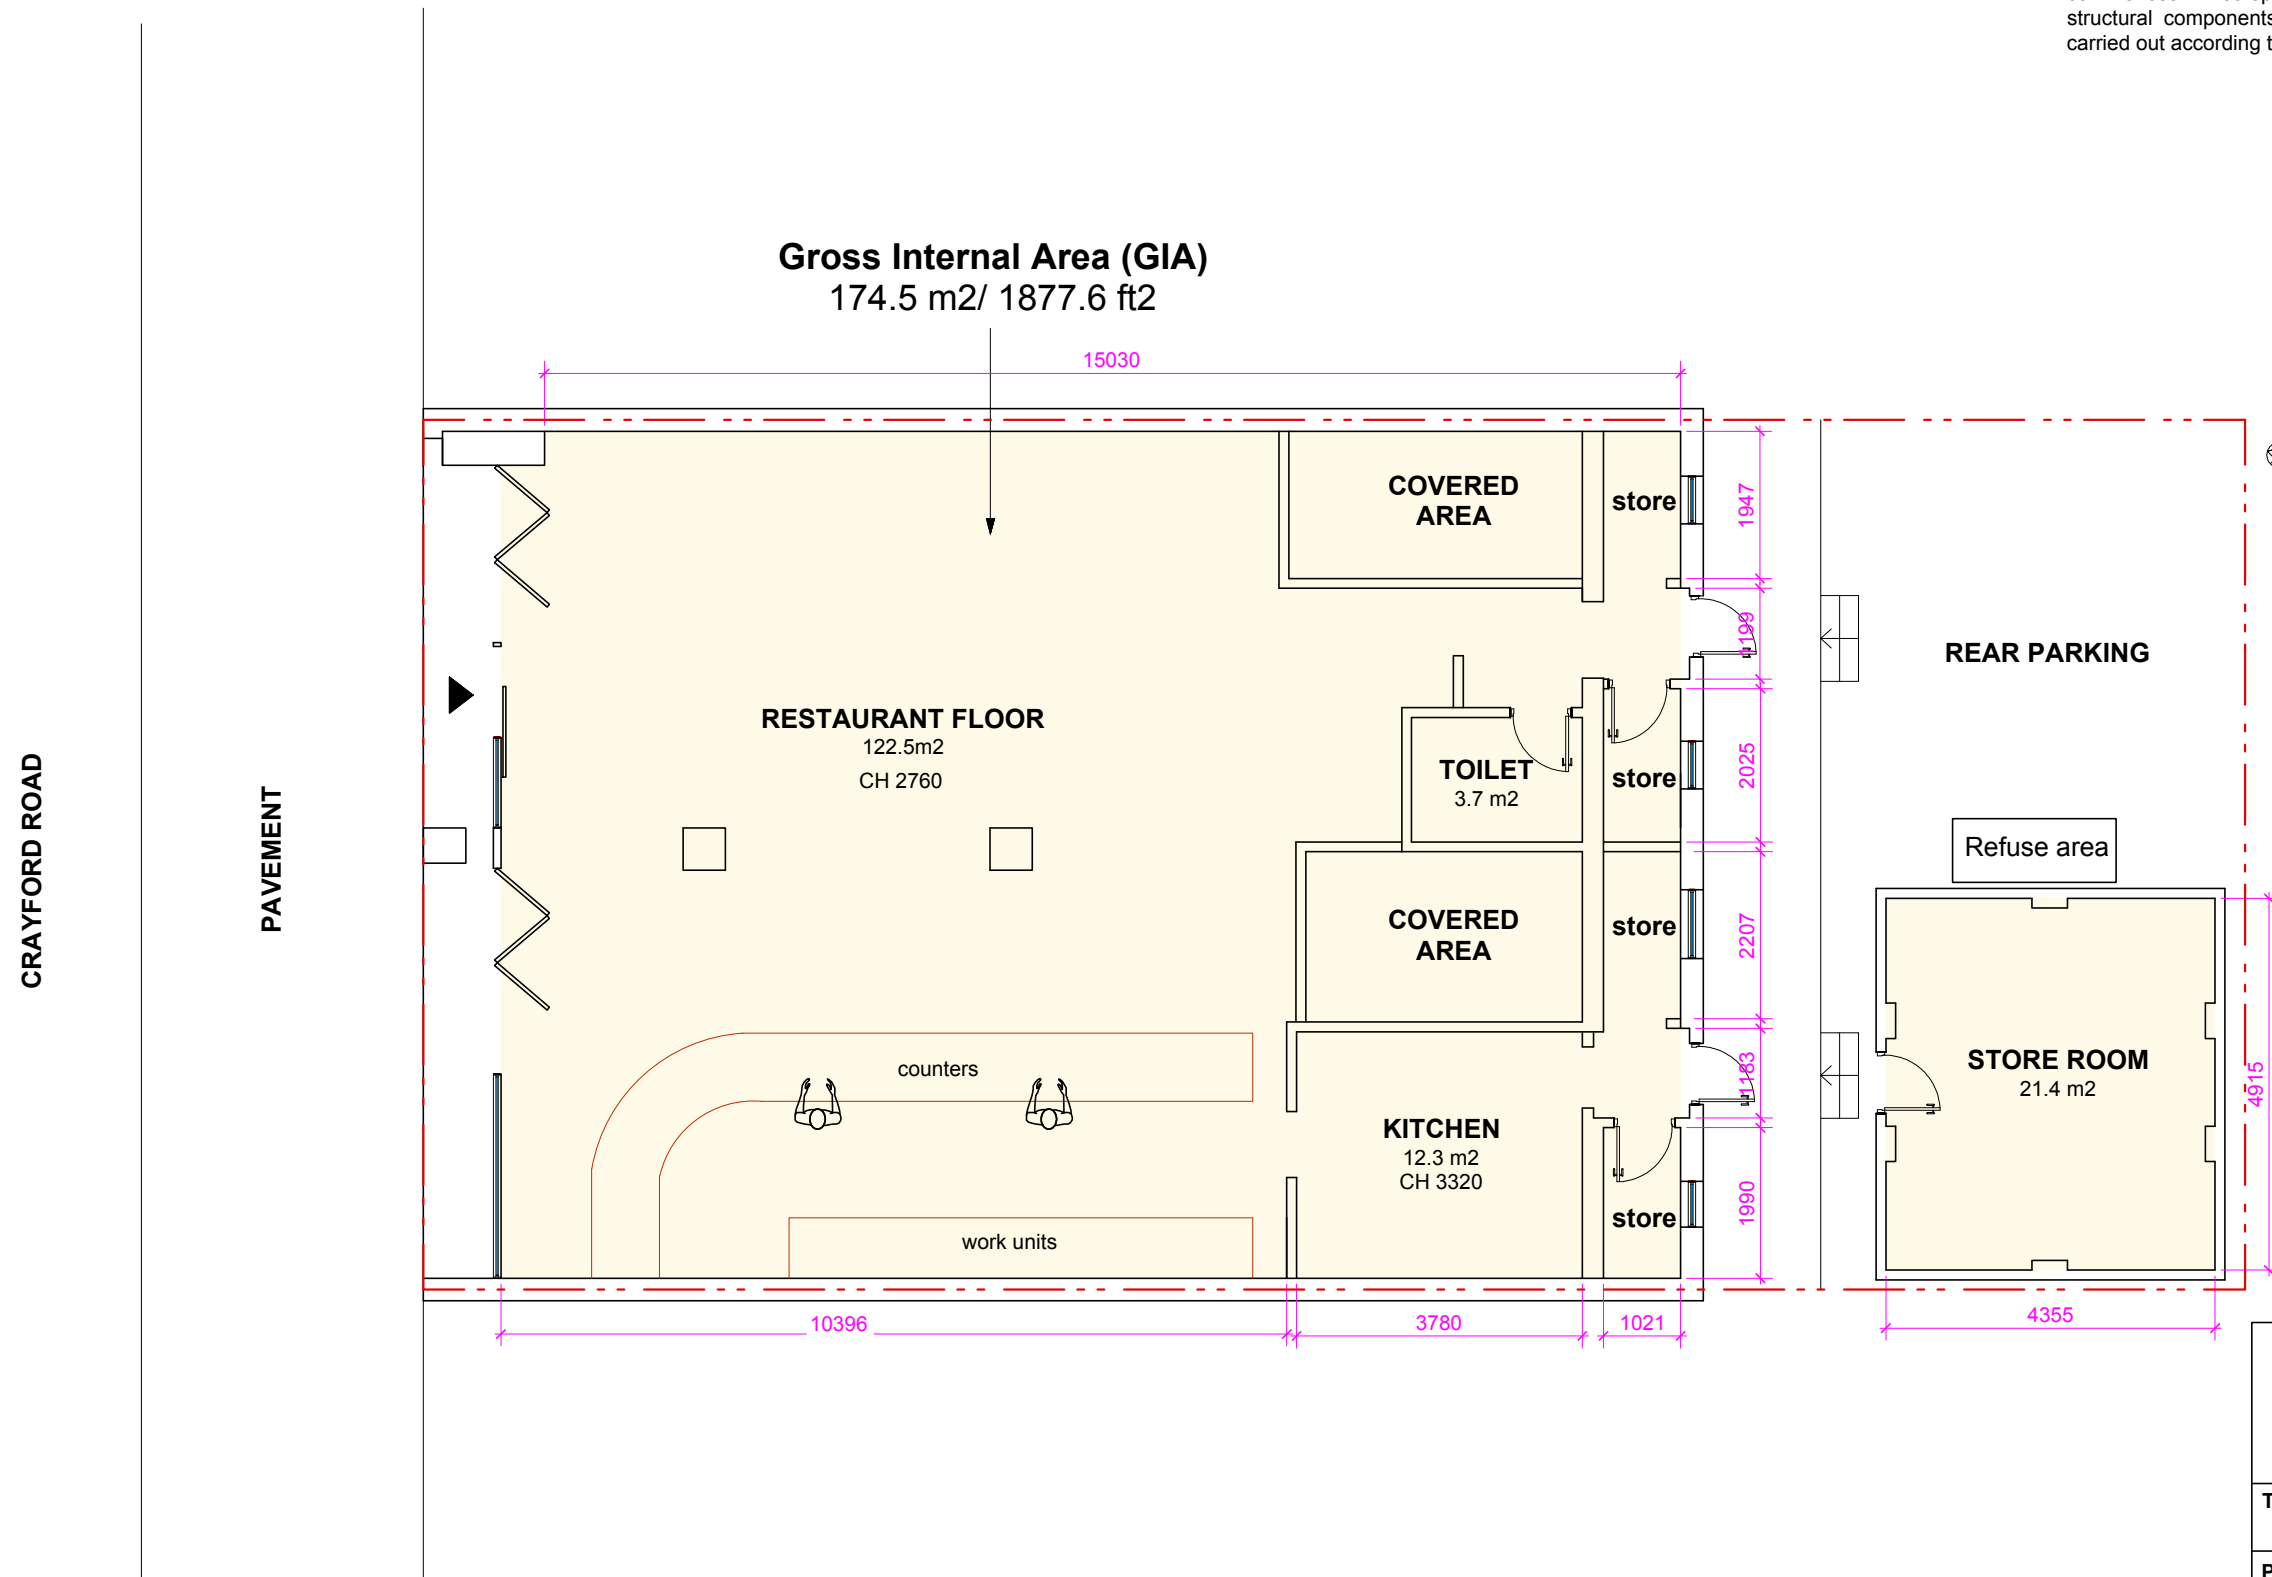 structural components
carried out according t
Gross Internal Area (GIA)
174.5 m2/ 1877.6 ft2
15030
COVERED
AREA
store
1947
1199
REAR PARKING
RESTAURANT FLOOR
122.5m2
CH 2760
TOILET
3.7 m2
store
2025
CRAYFORD ROAD
PAVEMENT
Refuse area
COVERED
AREA
store
2207
counters
STORE ROOM
21.4 m2
1183
4915
KITCHEN
12.3 m2
CH 3320
store
1990
work units
10396
3780
1021
4355
T
P